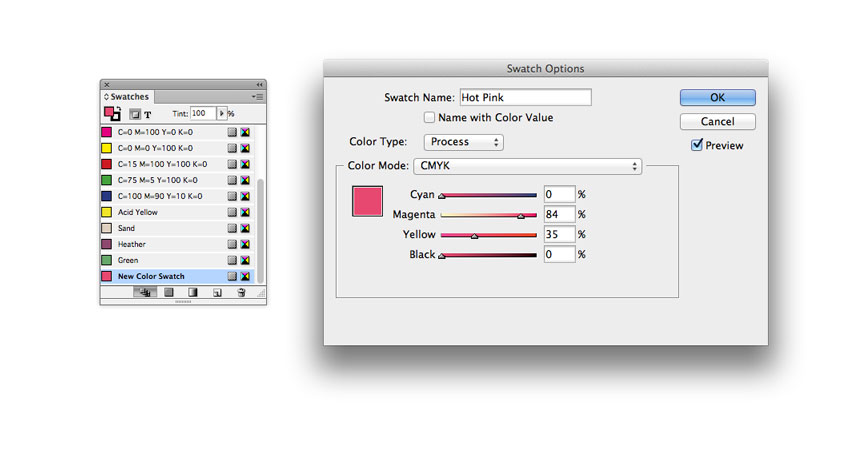 Swatches
T Tint: 100 %
C=0 M=100 Y=0 K=0
C=0 M=0 Y=100 K=0
C=15 M=100 Y=100 K=0
C=75 M=5 Y=100 K=0
C=100 M=90 Y=10 K=0
Acid Yellow
Sand
Heather
Green
New Color Swatch
Swatch Options
Swatch Name: Hot Pink
Name with Color Value
Color Type: Process
Color Mode: CMYK
Cyan 0 %
Magenta 84 %
Yellow 35 %
Black 0 %
OK
Cancel
Preview